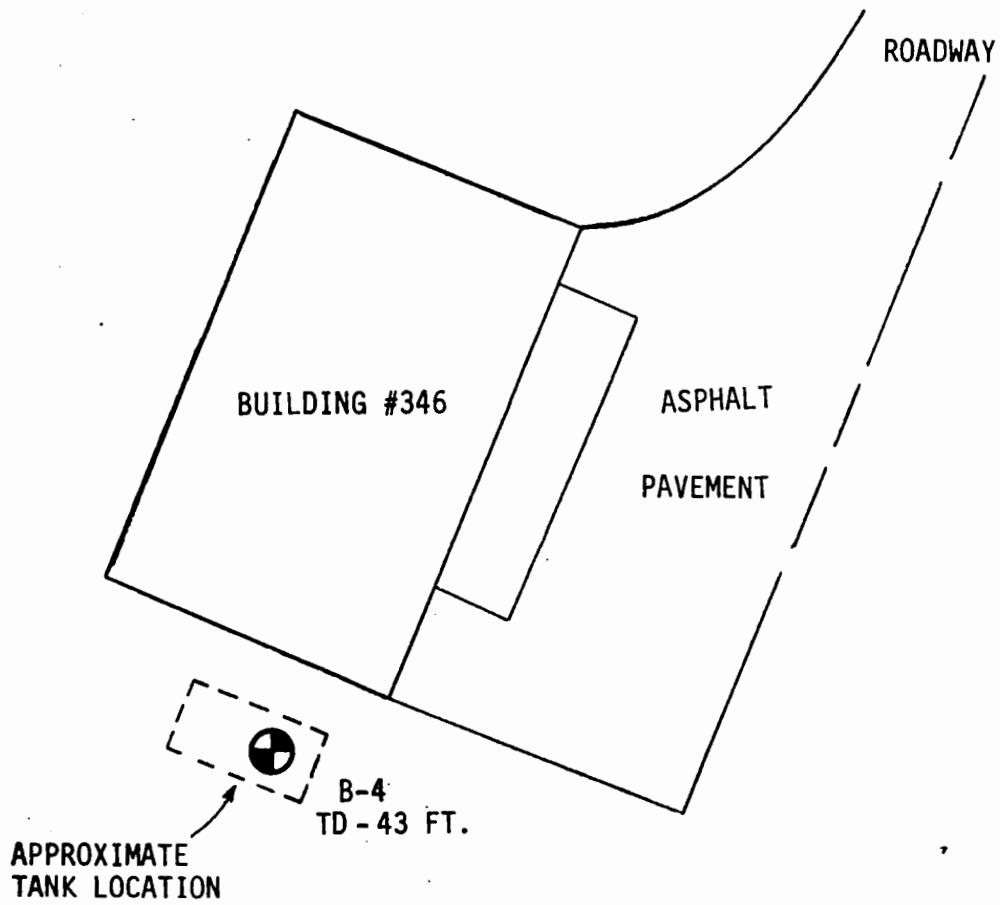 ROADWAY
BUILDING #346
ASPHALT
PAVEMENT
B-4
TD - 43 FT.
APPROXIMATE
TANK LOCATION